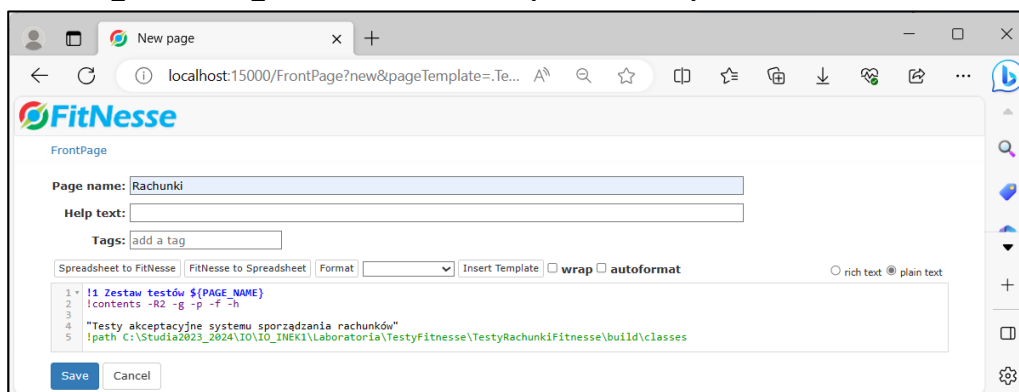 New page
localhost:15000/FrontPage?new&pageTemplate=.Te...
FitNesse
FrontPage
Page name: Rachunki
Help text:
Tags: add a tag
Spreadsheet to FitNesse FitNesse to Spreadsheet Format Insert Template wrap autoformat rich text plain text
1 !1 Zestaw testów ${PAGE_NAME}
2 !contents -R2 -g -p -f -h
3
4 "Testy akceptacyjne systemu sporządzania rachunków"
5 !path C:\Studia2023_2024\IO\IO_INEK1\Laboratoria\TestyFitnesse\TestyRachunkiFitnesse\build\classes
Save Cancel